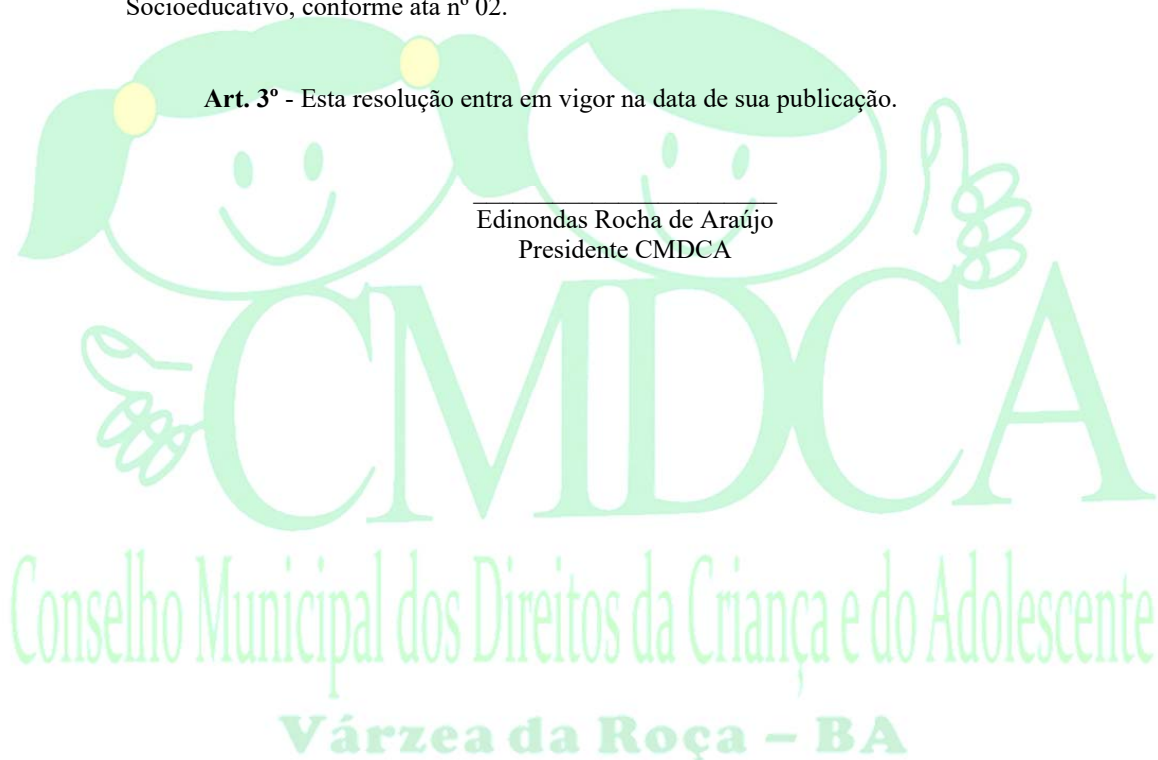 Socioeducativo, conforme ata nº 02.
Art. 3º - Esta resolução entra em vigor na data de sua publicação.
Edinondas Rocha de Araújo
Presidente CMDCA
CMDCA
Conselho Municipal dos Direitos da Criança e do Adolescente
Várzea da Roça – BA